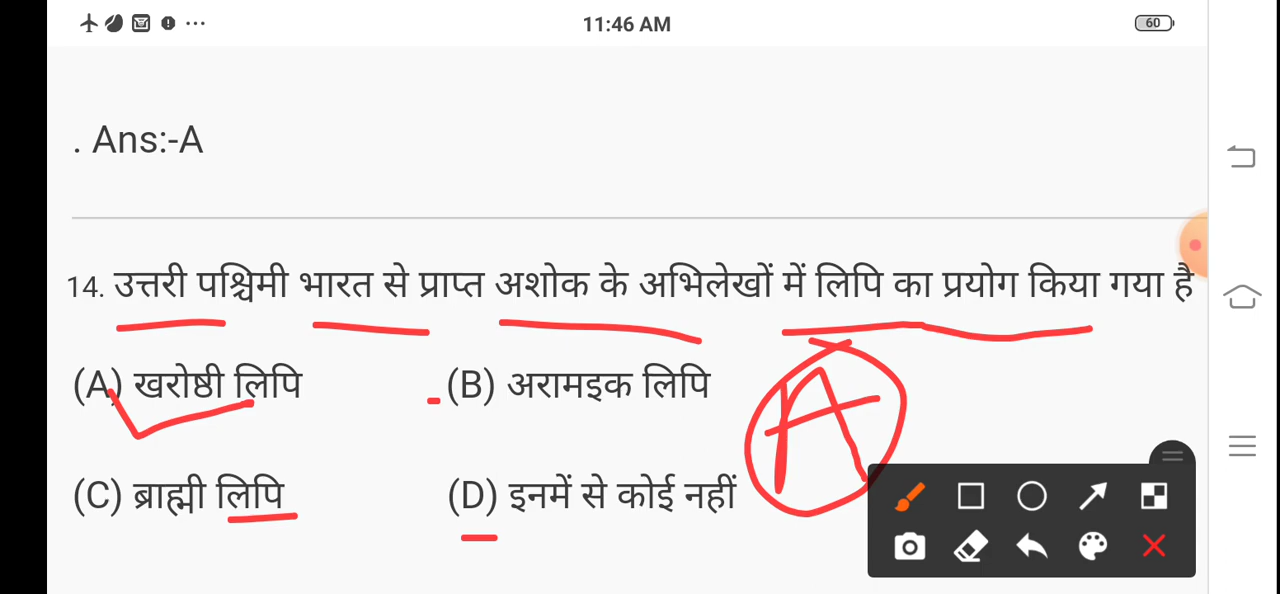 11:46 AM
60
. Ans:-A
14. उत्तरी पश्चिमी भारत से प्राप्त अशोक के अभिलेखों में लिपि का प्रयोग किया गया है
(A) खरोष्ठी लिपि (B) अरामइक लिपि
A
(C) ब्राह्मी लिपि (D) इनमें से कोई नहीं